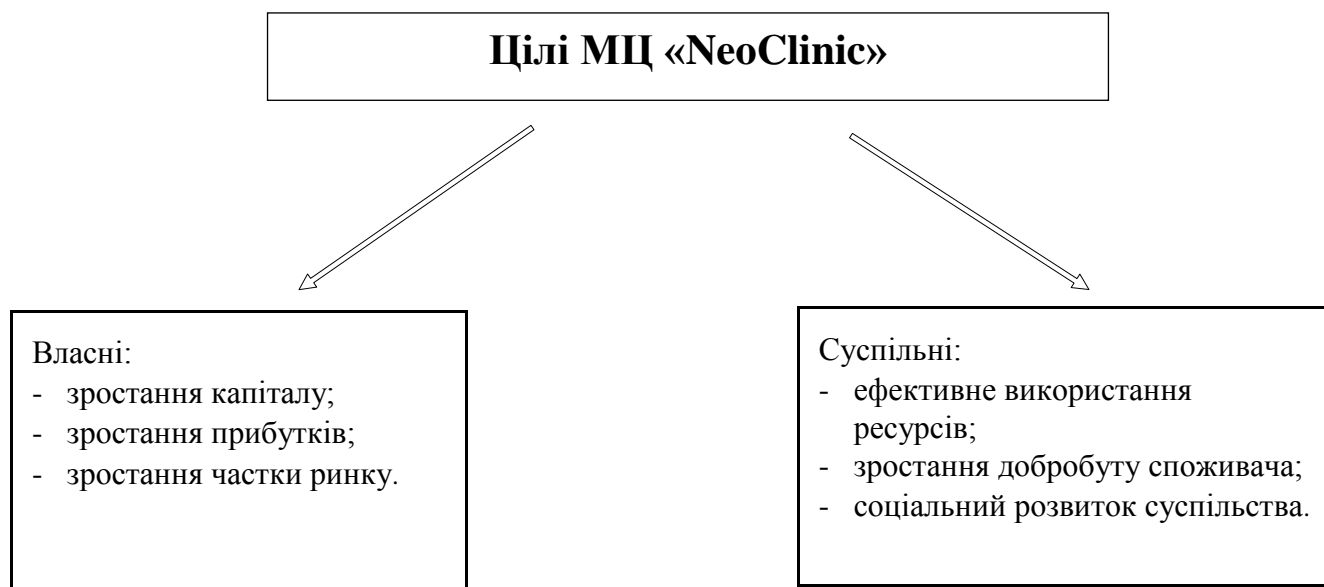 Цілі МЦ «NeoClinic»
Власні:
- зростання капіталу;
- зростання прибутків;
- зростання частки ринку.
Суспільні:
- ефективне використання
ресурсів;
- зростання добробуту споживача;
- соціальний розвиток суспільства.